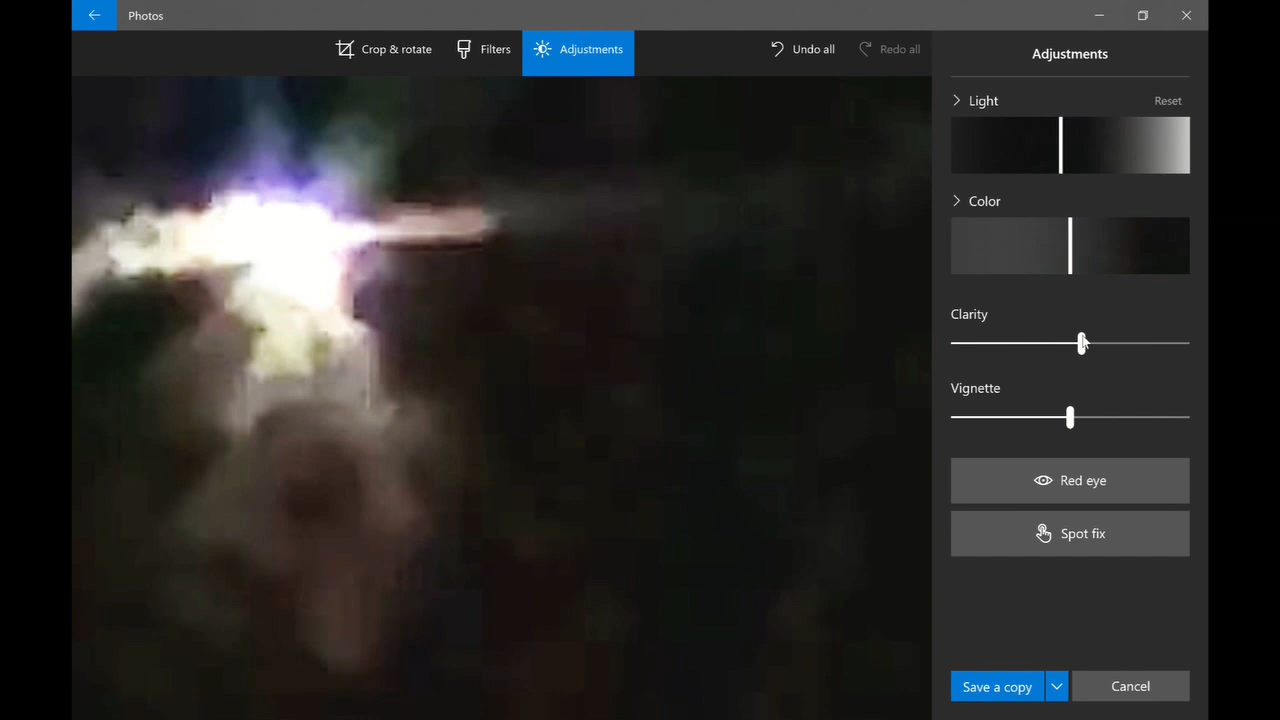 Photos
Crop & rotate Filters Adjustments Undo all Redo all
Adjustments
Light Reset
Color
Clarity
Vignette
Red eye
Spot fix
Save a copy Cancel